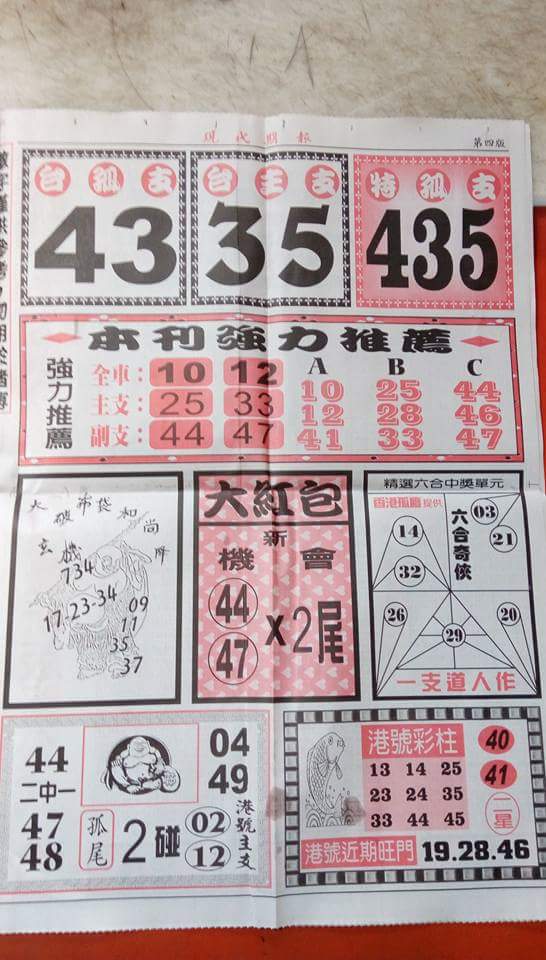 現代期報
第四版
台孤支
43
台主支
35
特孤支
435
本刊強力推薦
強力推薦
全車：10 12
主支：25 33
副支：44 47
A B C
10 25 44
12 28 46
41 33 47
大破布袋和尚降
玄機
734
17-23-34
09
11
35
37
大紅包
新
機會
44
47
x2尾
精選六合中獎單元
香港孤鷹提供
六合奇俠
03
21
14
32
26
20
29
一支道人作
44
二中一
47
48
孤尾
2碰
04
49
02
12
港號主支
港號彩柱
13 14 25
23 24 35
33 44 45
40
41
二星
港號近期旺門 19.28.46